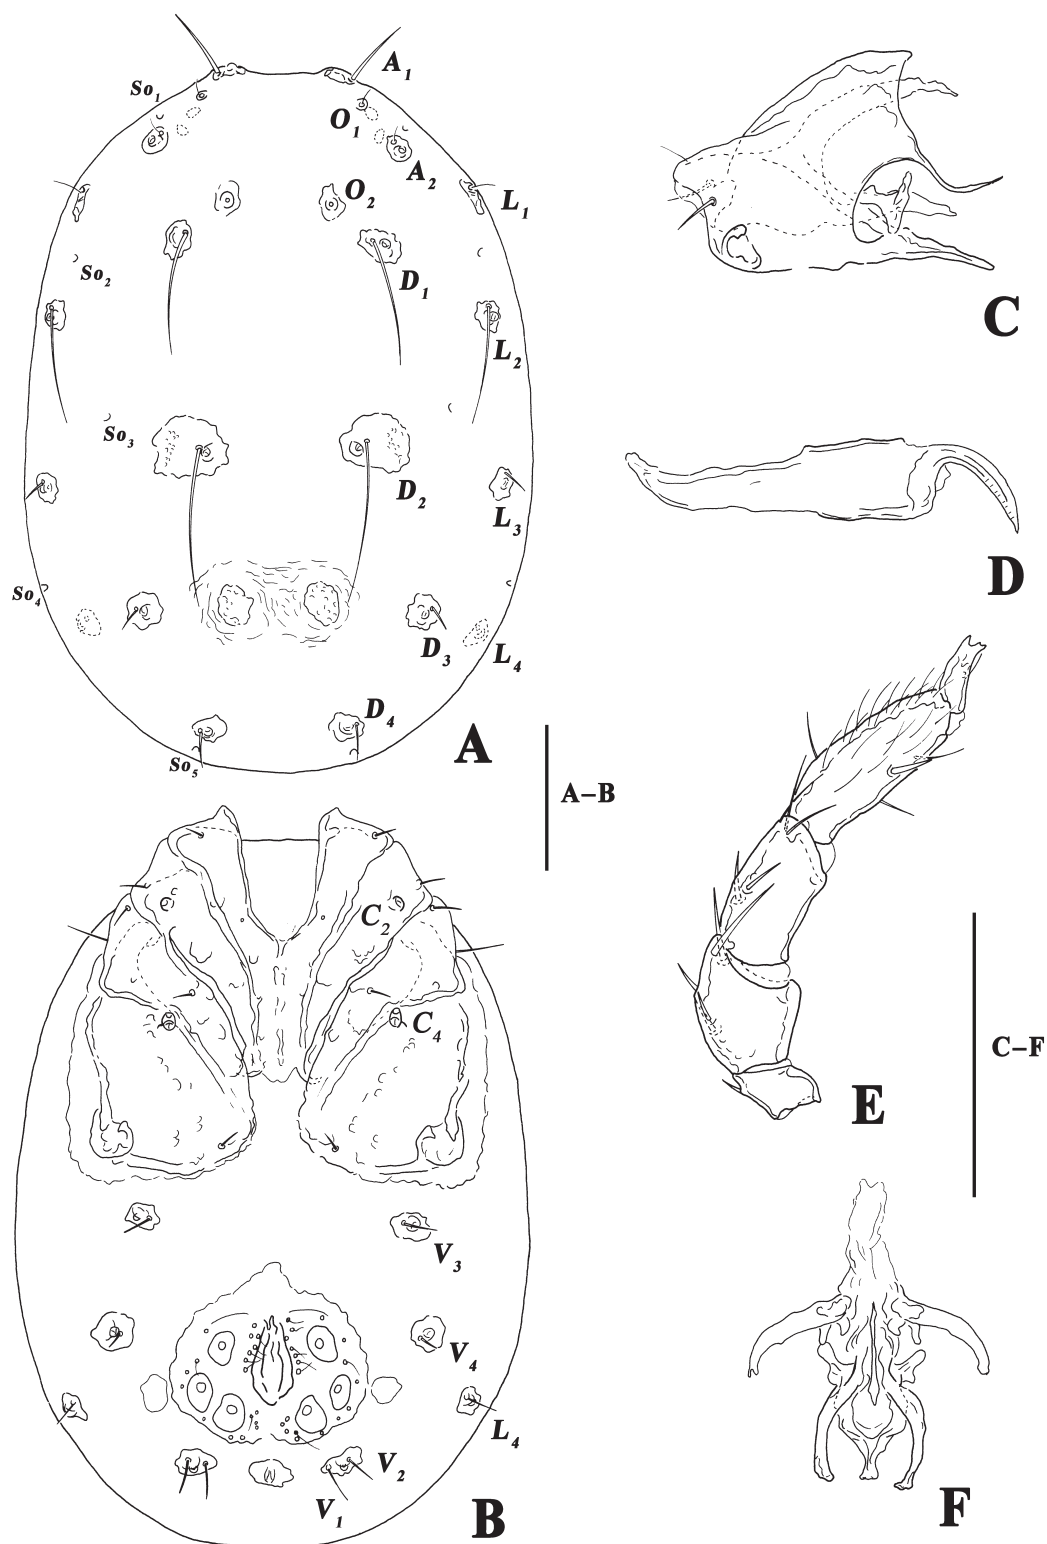 A₁
So₁
O₁
A₂
O₂
L₁
So₂
D₁
L₂
So₃
D₂
L₃
So₄
D₃
L₄
D₄
So₅
A
A–B
C
D
C₂
C₄
E
C–F
V₃
V₄
L₄
V₂
V₁
B
F